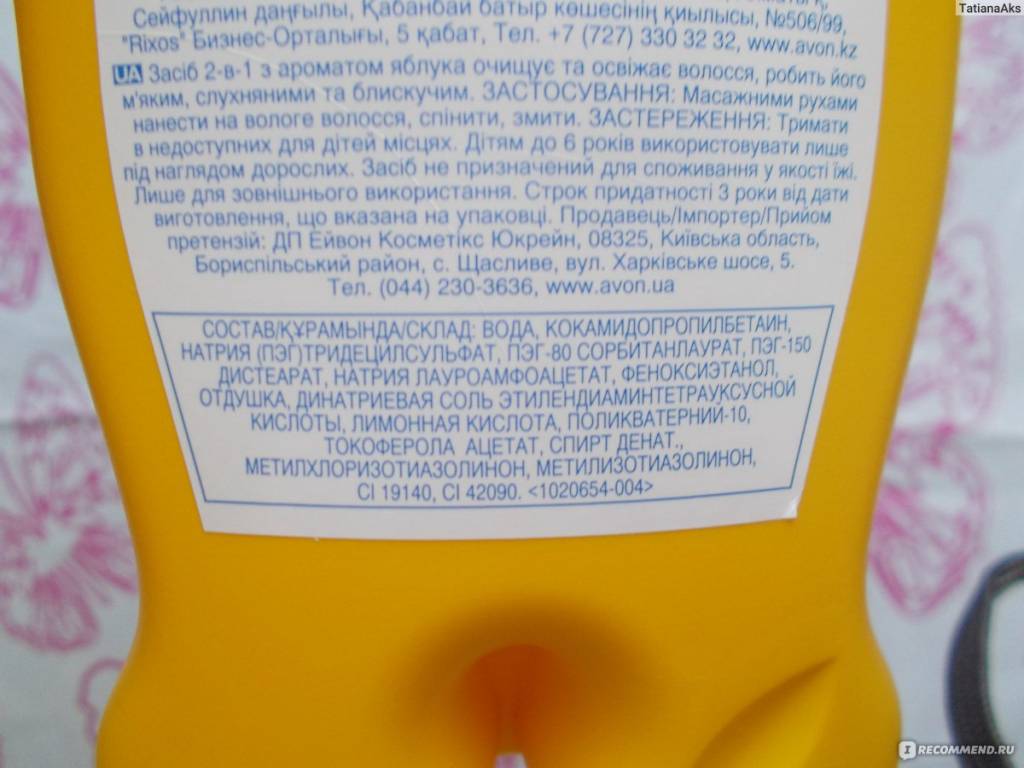 TatianaAks
Сейфуллин даңғылы, Қабанбай батыр көшесінің қиылысы, №506/99,
"Rixos" Бизнес-Орталығы, 5 қабат, Тел. +7 (727) 330 32 32, www.avon.kz
UA Засіб 2-в-1 з ароматом яблука очищує та освіжає волосся, робить його
м'яким, слухняними та блискучим. ЗАСТОСУВАННЯ: Масажними рухами
нанести на вологе волосся, спінити, змити. ЗАСТЕРЕЖЕННЯ: Тримати
в недоступних для дітей місцях. Дітям до 6 років використовувати лише
під наглядом дорослих. Засіб не призначений для споживання у якості їжі.
Лише для зовнішнього використання. Строк придатності 3 роки від дати
виготовлення, що вказана на упаковці. Продавець/Імпортер/Прийом
претензій: ДП Ейвон Косметікс Юкрейн, 08325, Київська область,
Бориспільський район, с. Щасливе, вул. Харківське шосе, 5.
Тел. (044) 230-3636, www.avon.ua
СОСТАВ/ҚҰРАМЫНДА/СКЛАД: ВОДА, КОКАМИДОПРОПИЛБЕТАИН,
НАТРИЯ (ПЭГ)ТРИДЕЦИЛСУЛЬФАТ, ПЭГ-80 СОРБИТАНЛАУРАТ, ПЭГ-150
ДИСТЕАРАТ, НАТРИЯ ЛАУРОАМФОАЦЕТАТ, ФЕНОКСИЭТАНОЛ,
ОТДУШКА, ДИНАТРИЕВАЯ СОЛЬ ЭТИЛЕНДИАМИНТЕТРАУКСУСНОЙ
КИСЛОТЫ, ЛИМОННАЯ КИСЛОТА, ПОЛИКВАТЕРНИЙ-10,
ТОКОФЕРОЛА АЦЕТАТ, СПИРТ ДЕНАТ.,
МЕТИЛХЛОРИЗОТИАЗОЛИНОН, МЕТИЛИЗОТИАЗОЛИНОН,
CI 19140, CI 42090. <1020654-004>
IRECOMMEND.RU